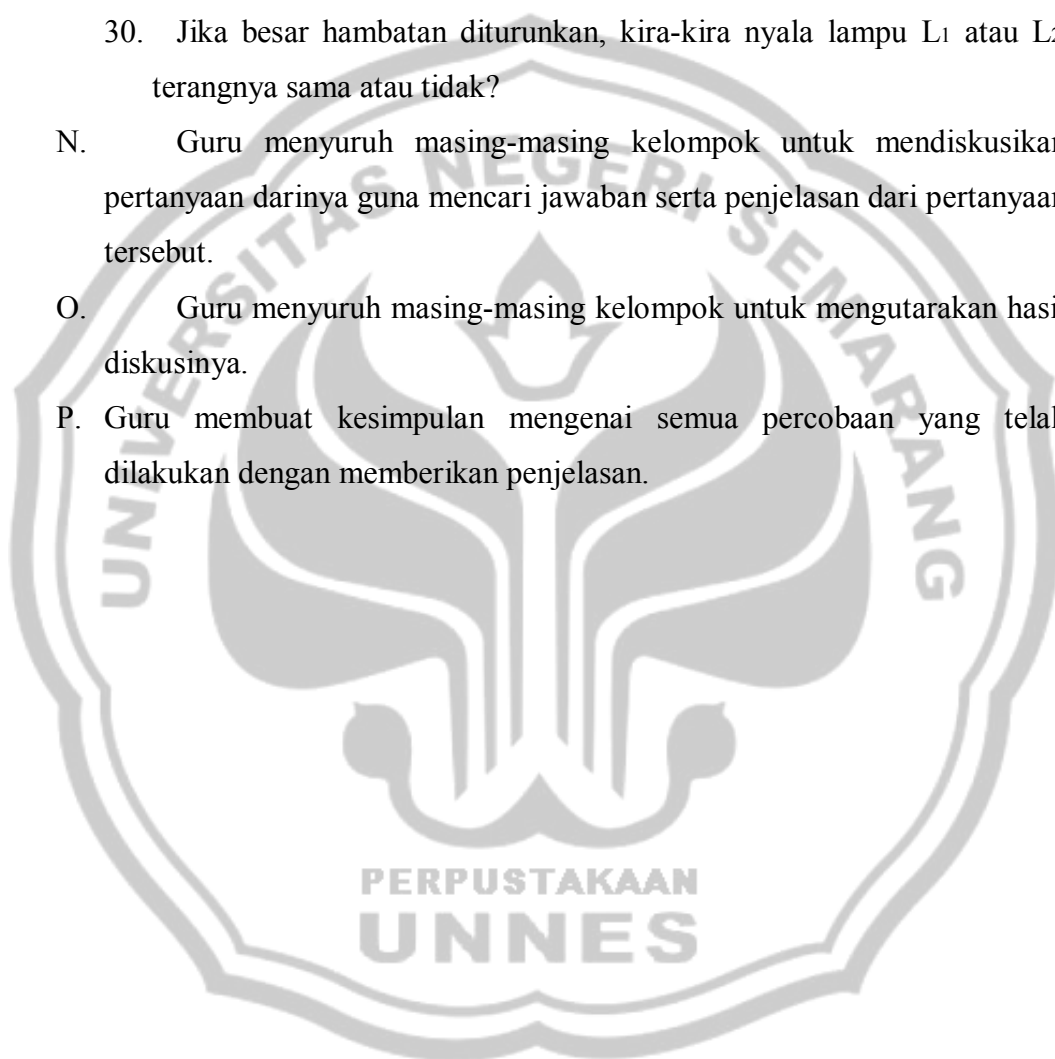 30. Jika besar hambatan diturunkan, kira-kira nyala lampu L1 atau L2
terangnya sama atau tidak?
N. Guru menyuruh masing-masing kelompok untuk mendiskusikan
pertanyaan darinya guna mencari jawaban serta penjelasan dari pertanyaan
tersebut.
O. Guru menyuruh masing-masing kelompok untuk mengutarakan hasi
diskusinya.
P. Guru membuat kesimpulan mengenai semua percobaan yang telah
dilakukan dengan memberikan penjelasan.
UNIVERSITAS NEGERI SEMARANG
PERPUSTAKAAN
UNNES